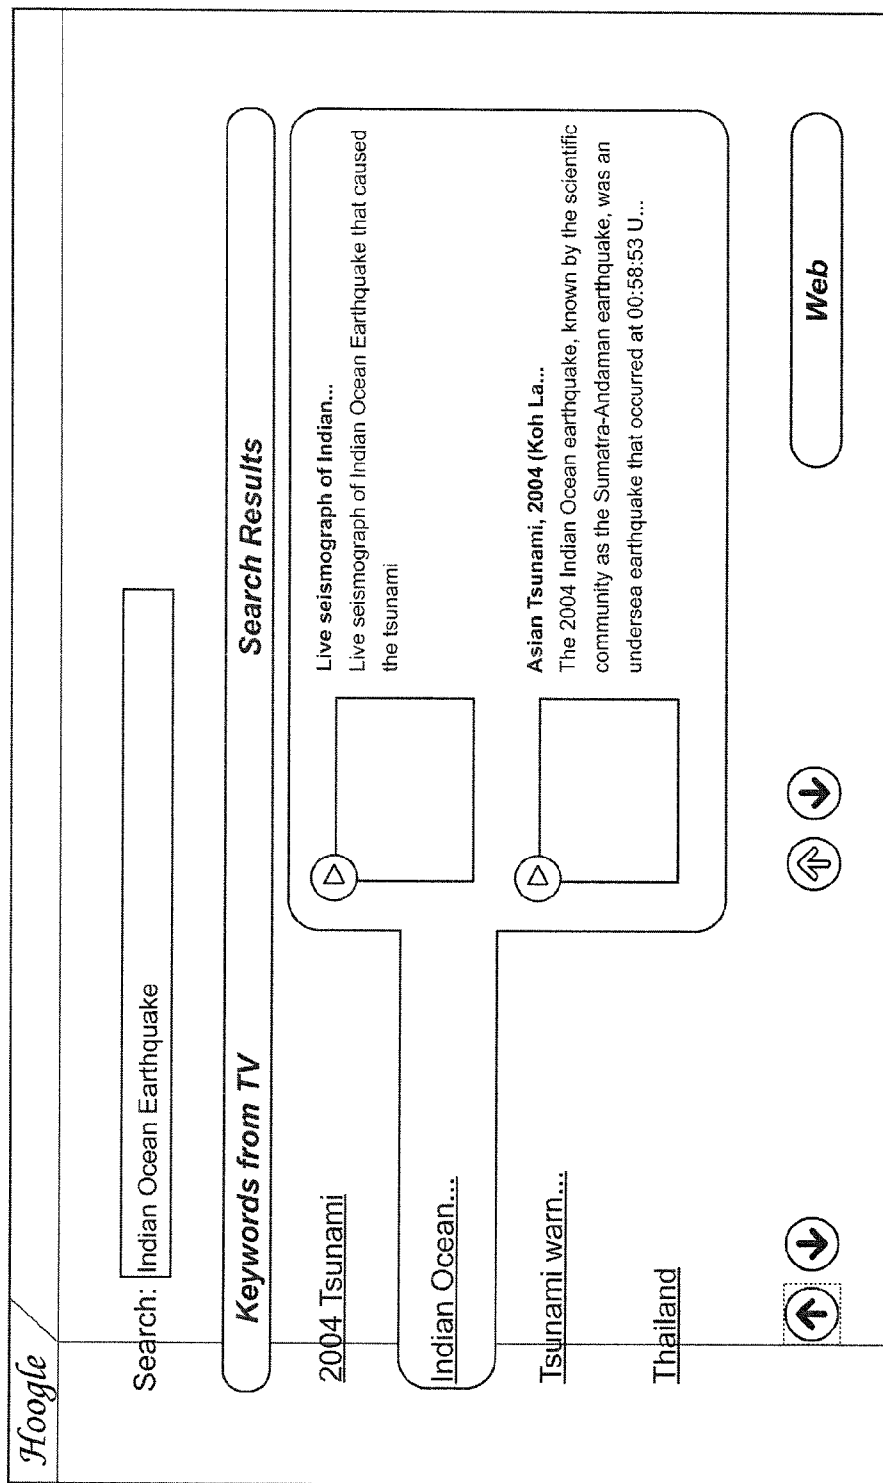 Hoogle
Search: Indian Ocean Earthquake
Keywords from TV
Search Results
2004 Tsunami
Indian Ocean...
Tsunami warn...
Thailand
Live seismograph of Indian...
Live seismograph of Indian Ocean Earthquake that caused
the tsunami
Asian Tsunami, 2004 (Koh La...
The 2004 Indian Ocean earthquake, known by the scientific
community as the Sumatra-Andaman earthquake, was an
undersea earthquake that occurred at 00:58:53 U...
Web